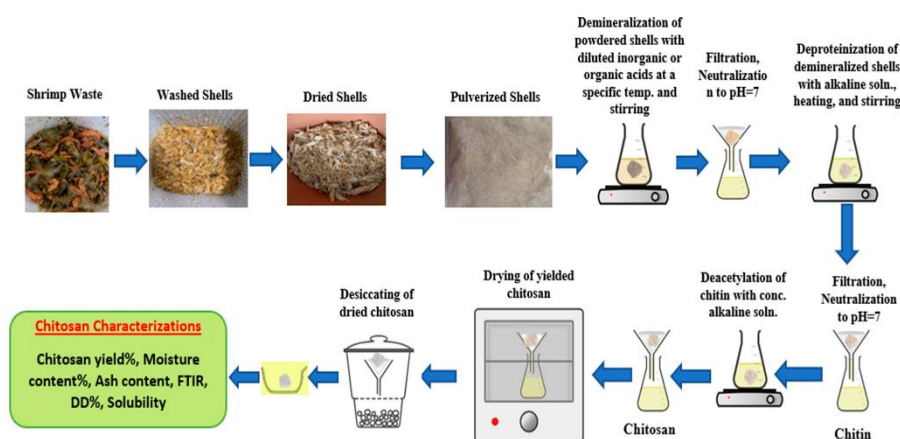 Shrimp Waste
Washed Shells
Dried Shells
Pulverized Shells
Demineralization of
powdered shells with
diluted inorganic or
organic acids at a
specific temp. and
stirring
Filtration,
Neutralizatio
n to pH=7
Deproteinization of
demineralized shells
with alkaline soln.,
heating, and stirring
Filtration,
Neutralization
to pH=7
Chitin
Deacetylation of
chitin with conc.
alkaline soln.
Chitosan
Drying of yielded
chitosan
Desiccating of
dried chitosan
Chitosan Characterizations
Chitosan yield%, Moisture
content%, Ash content, FTIR,
DD%, Solubility